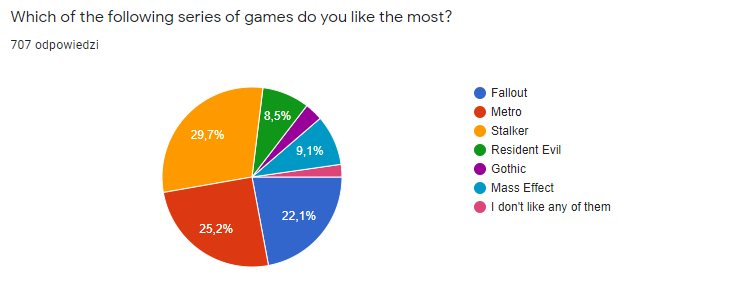 Which of the following series of games do you like the most?
707 odpowiedzi
8,5%
29,7%
9,1%
22,1%
25,2%
Fallout
Metro
Stalker
Resident Evil
Gothic
Mass Effect
I don't like any of them